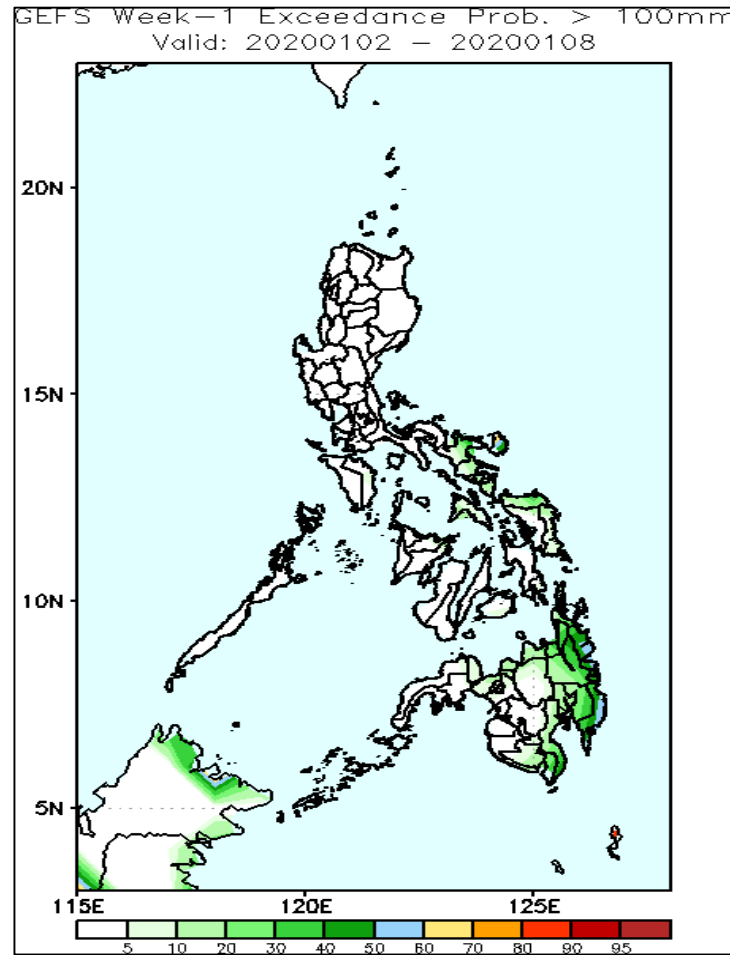 GEFS Week-1 Exceedance Prob. > 100mm
Valid: 20200102 - 20200108
20N
15N
10N
5N
115E 120E 125E
5 10 20 30 40 50 60 70 80 90 95